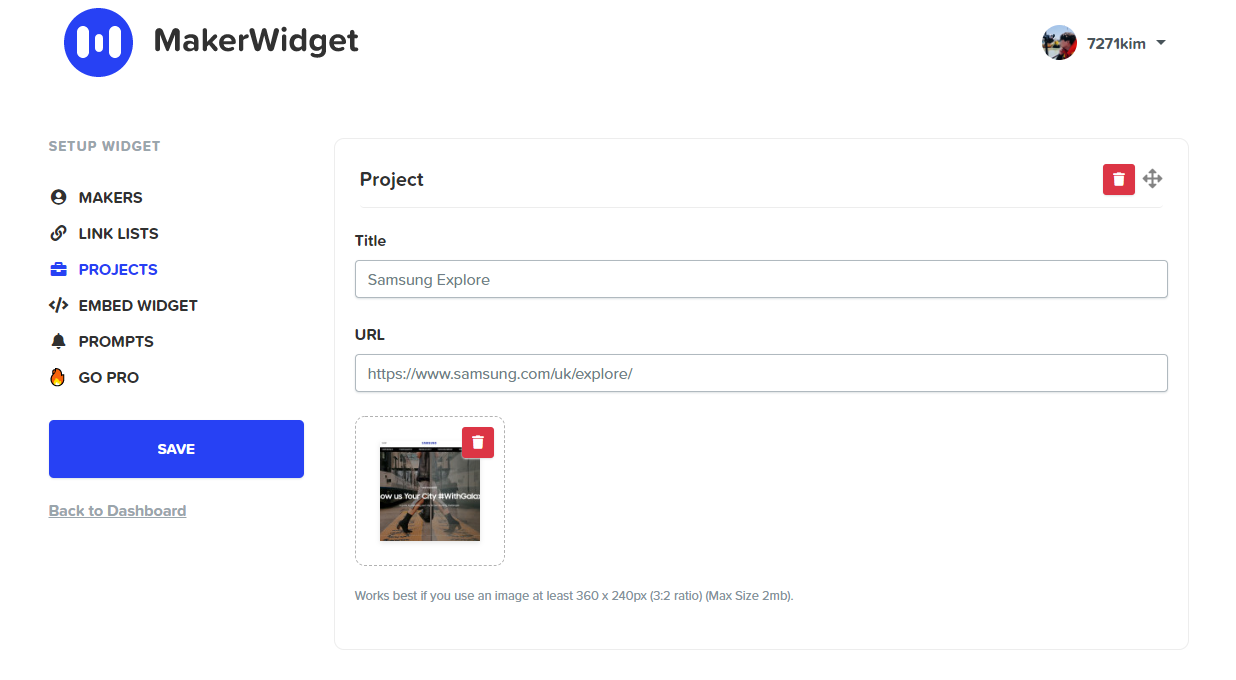 MakerWidget
7271kim
SETUP WIDGET
MAKERS
LINK LISTS
PROJECTS
EMBED WIDGET
PROMPTS
GO PRO
SAVE
Back to Dashboard
Project
Title
Samsung Explore
URL
https://www.samsung.com/uk/explore/
ow us Your City #WithGala
Works best if you use an image at least 360 x 240px (3:2 ratio) (Max Size 2mb).